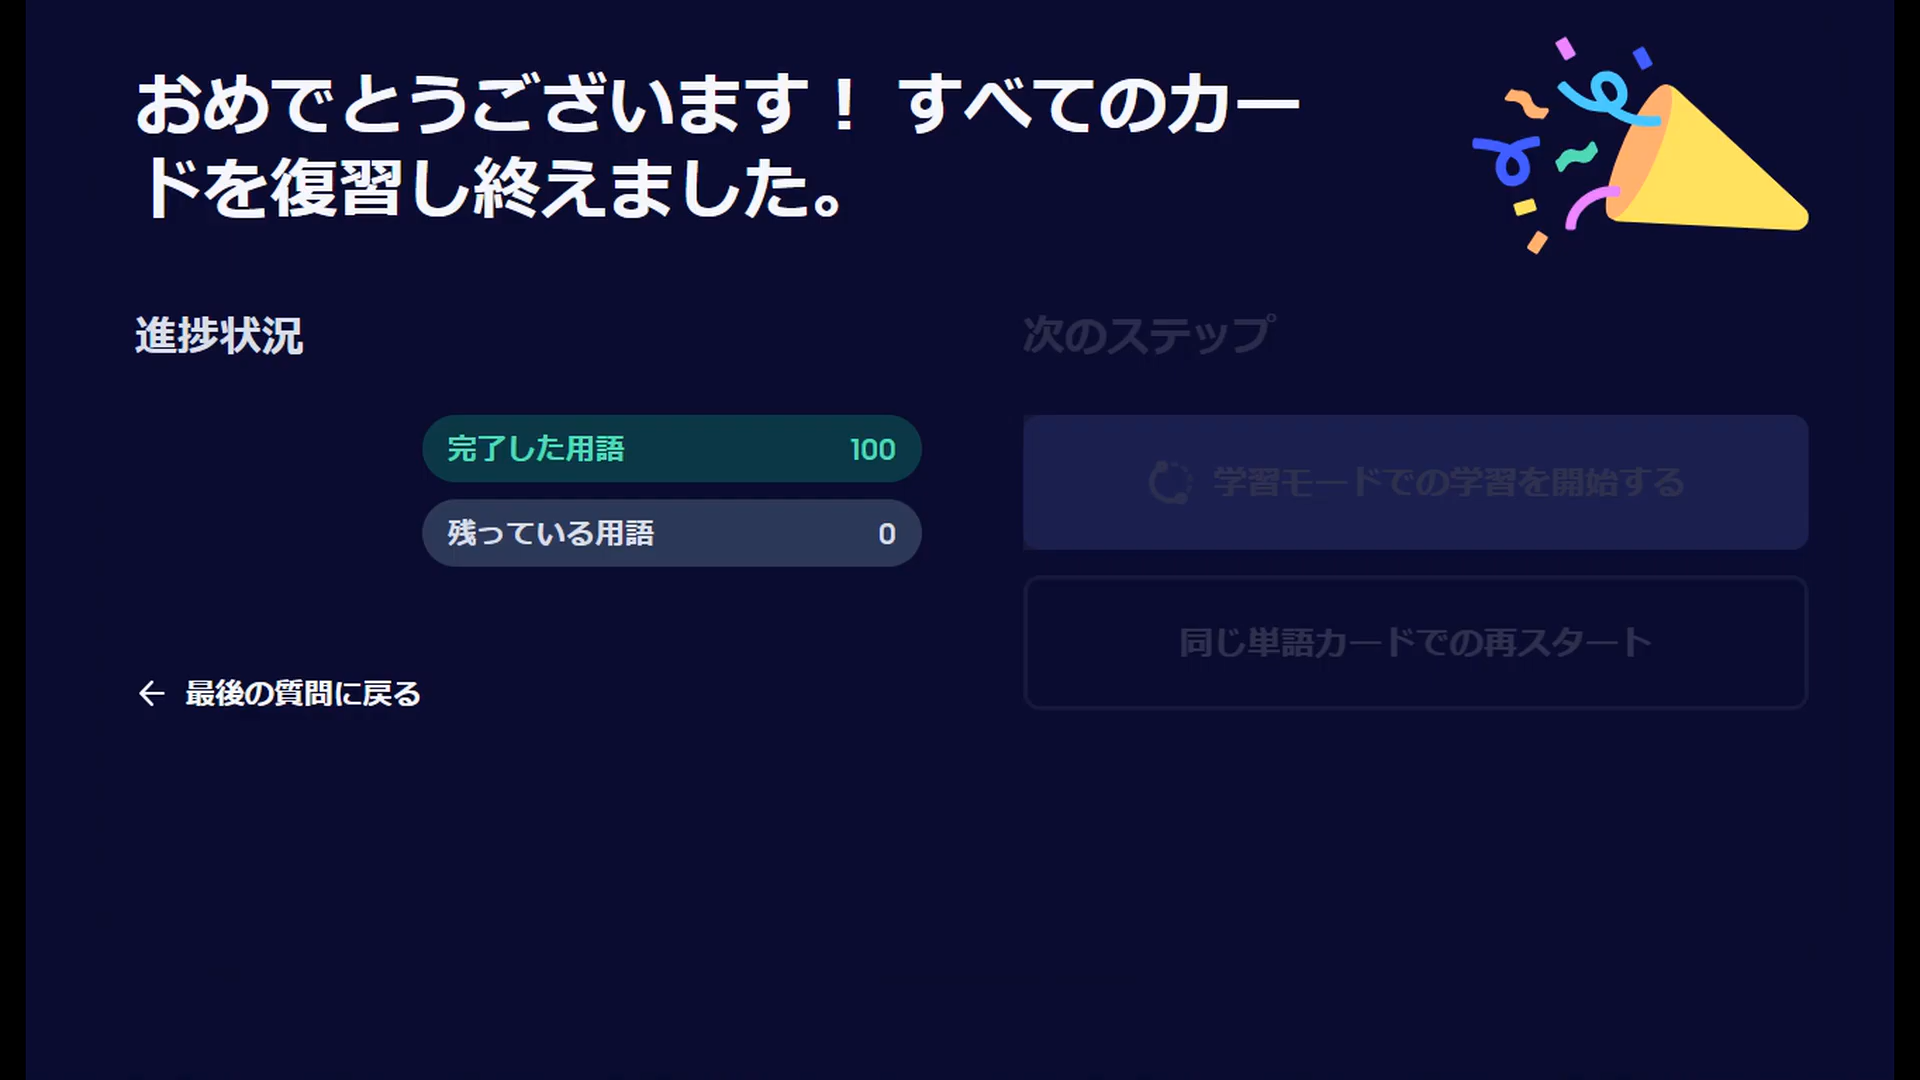 おめでとうございます！ すべてのカー
ドを復習し終えました。
進捗状況
完了した用語 100
残っている用語 0
最後の質問に戻る
次のステップ
学習モードでの学習を開始する
同じ単語カードでの再スタート